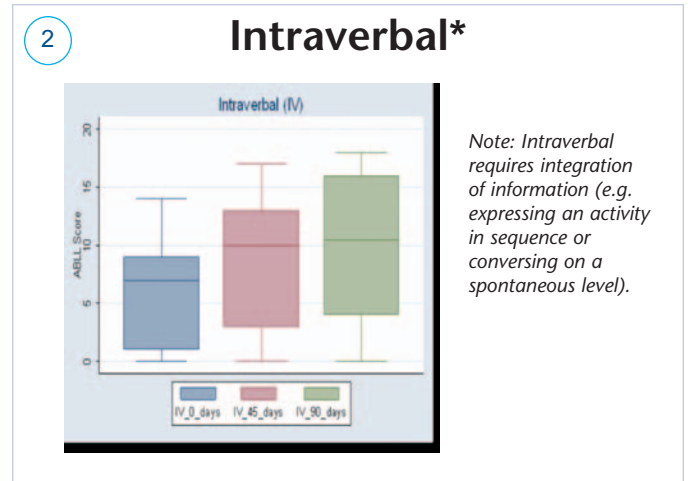 2
Intraverbal*
Intraverbal (IV)
20
15
10
5
0
ABLL Score
IV_0_days IV_45_days IV_90_days
Note: Intraverbal
requires integration
of information (e.g.
expressing an activity
in sequence or
conversing on a
spontaneous level).